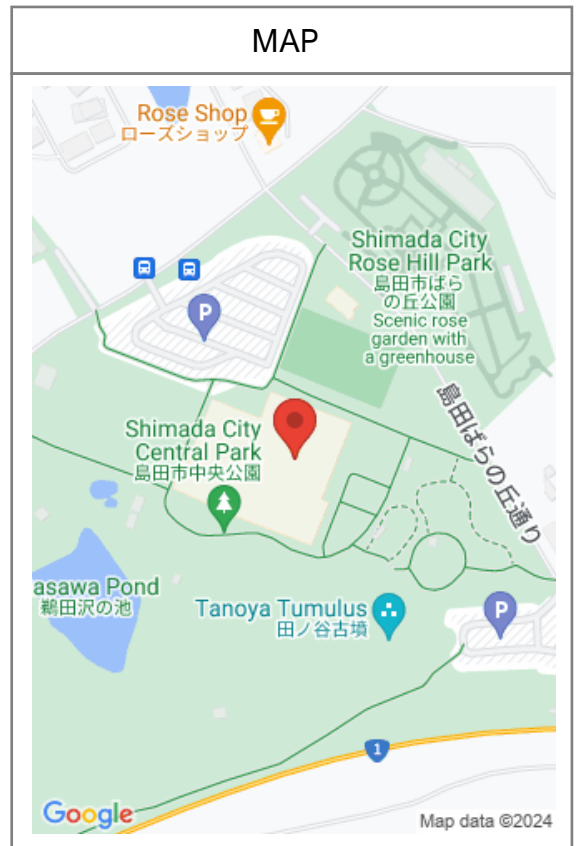 MAP
Rose Shop
ローズショップ
Shimada City
Rose Hill Park
島田市ばら
の丘公園
Scenic rose
garden with
a greenhouse
P
島田ばらの丘通り
Shimada City
Central Park
島田市中央公園
asawa Pond
鵜田沢の池
Tanoya Tumulus
田ノ谷古墳
P
1
Google
Map data ©2024